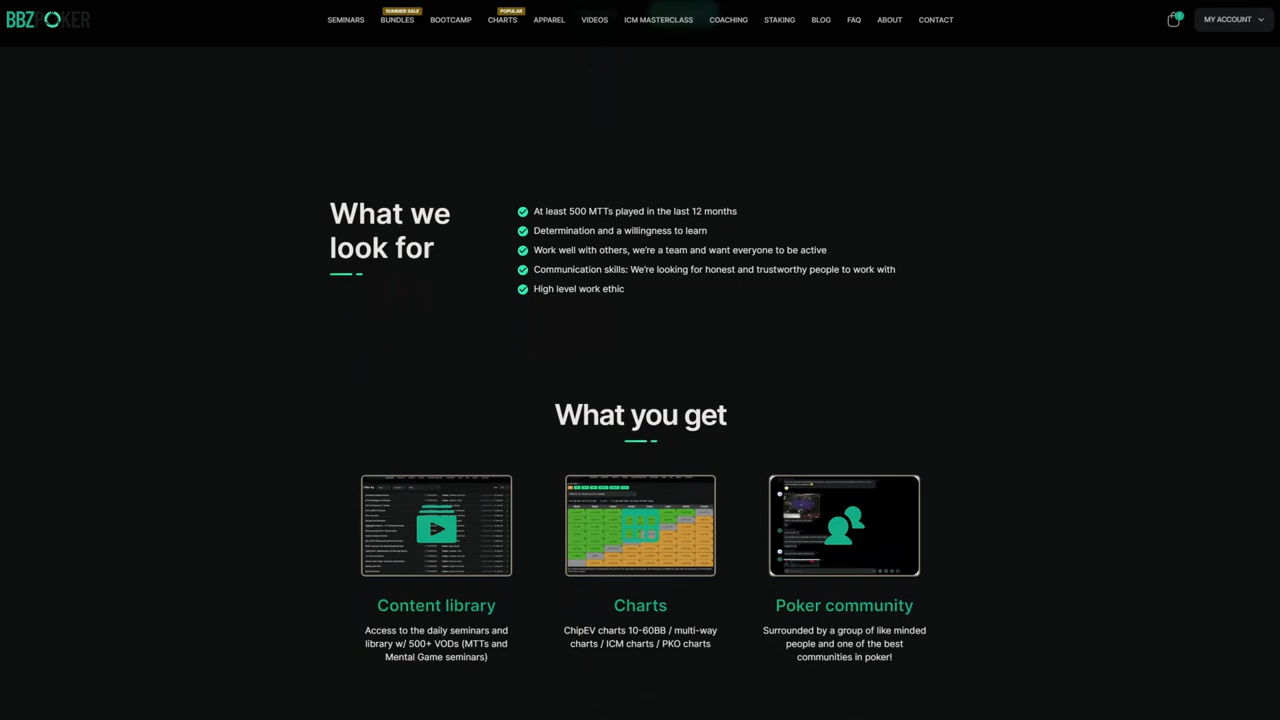 BBZPOKER
SEMINARS
SUMMER SALE
BUNDLES
BOOTCAMP
POPULAR
CHARTS
APPAREL
VIDEOS
ICM MASTERCLASS
COACHING
STAKING
BLOG
FAQ
ABOUT
CONTACT
1
MY ACCOUNT
What we
look for
At least 500 MTTs played in the last 12 months
Determination and a willingness to learn
Work well with others, we're a team and want everyone to be active
Communication skills: We're looking for honest and trustworthy people to work with
High level work ethic
What you get
Content library
Access to the daily seminars and
library w/ 500+ VODs (MTTs and
Mental Game seminars)
Charts
ChipEV charts 10-60BB / multi-way
charts / ICM charts / PKO charts
Poker community
Surrounded by a group of like minded
people and one of the best
communities in poker!